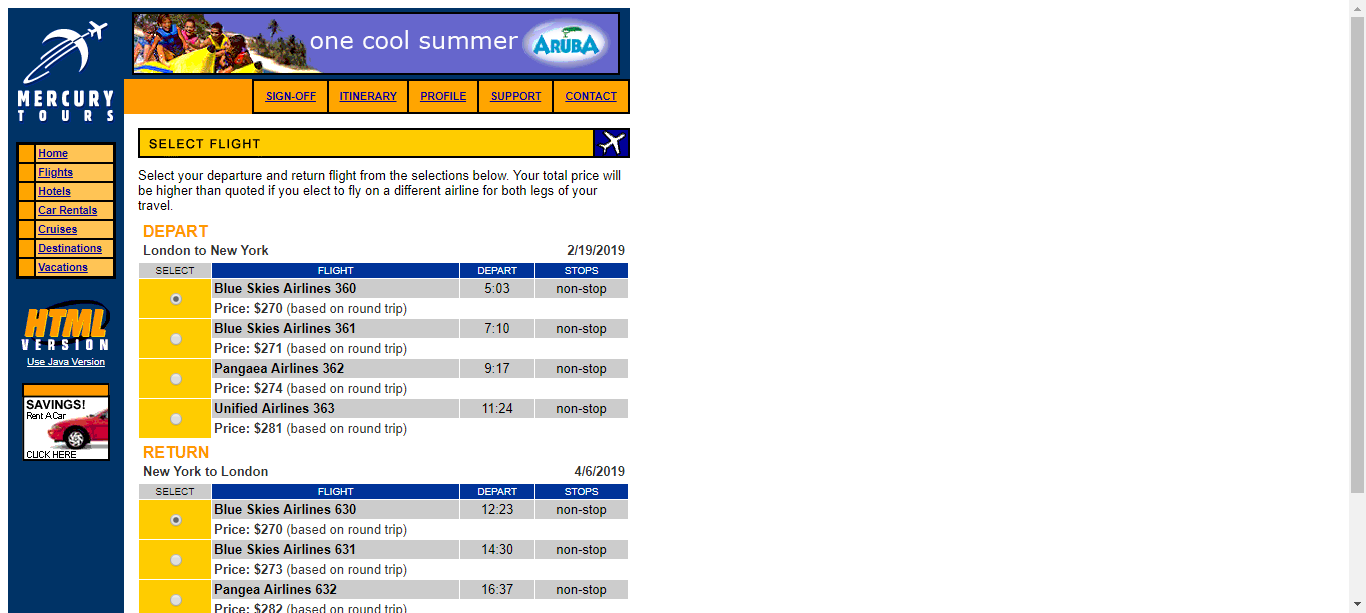 MERCURY
TOURS
one cool summer
ARUBA
SIGN-OFF ITINERARY PROFILE SUPPORT CONTACT
Home
Flights
Hotels
Car Rentals
Cruises
Destinations
Vacations
HTML
VERSION
Use Java Version
SAVINGS!
Rent A Car
CLICK HERE
SELECT FLIGHT
Select your departure and return flight from the selections below. Your total price will
be higher than quoted if you elect to fly on a different airline for both legs of your
travel.
DEPART
London to New York 2/19/2019
SELECT FLIGHT DEPART STOPS
Blue Skies Airlines 360 5:03 non-stop
Price: $270 (based on round trip)
Blue Skies Airlines 361 7:10 non-stop
Price: $271 (based on round trip)
Pangaea Airlines 362 9:17 non-stop
Price: $274 (based on round trip)
Unified Airlines 363 11:24 non-stop
Price: $281 (based on round trip)
RETURN
New York to London 4/6/2019
SELECT FLIGHT DEPART STOPS
Blue Skies Airlines 630 12:23 non-stop
Price: $270 (based on round trip)
Blue Skies Airlines 631 14:30 non-stop
Price: $273 (based on round trip)
Pangea Airlines 632 16:37 non-stop
Price: $282 (based on round trip)